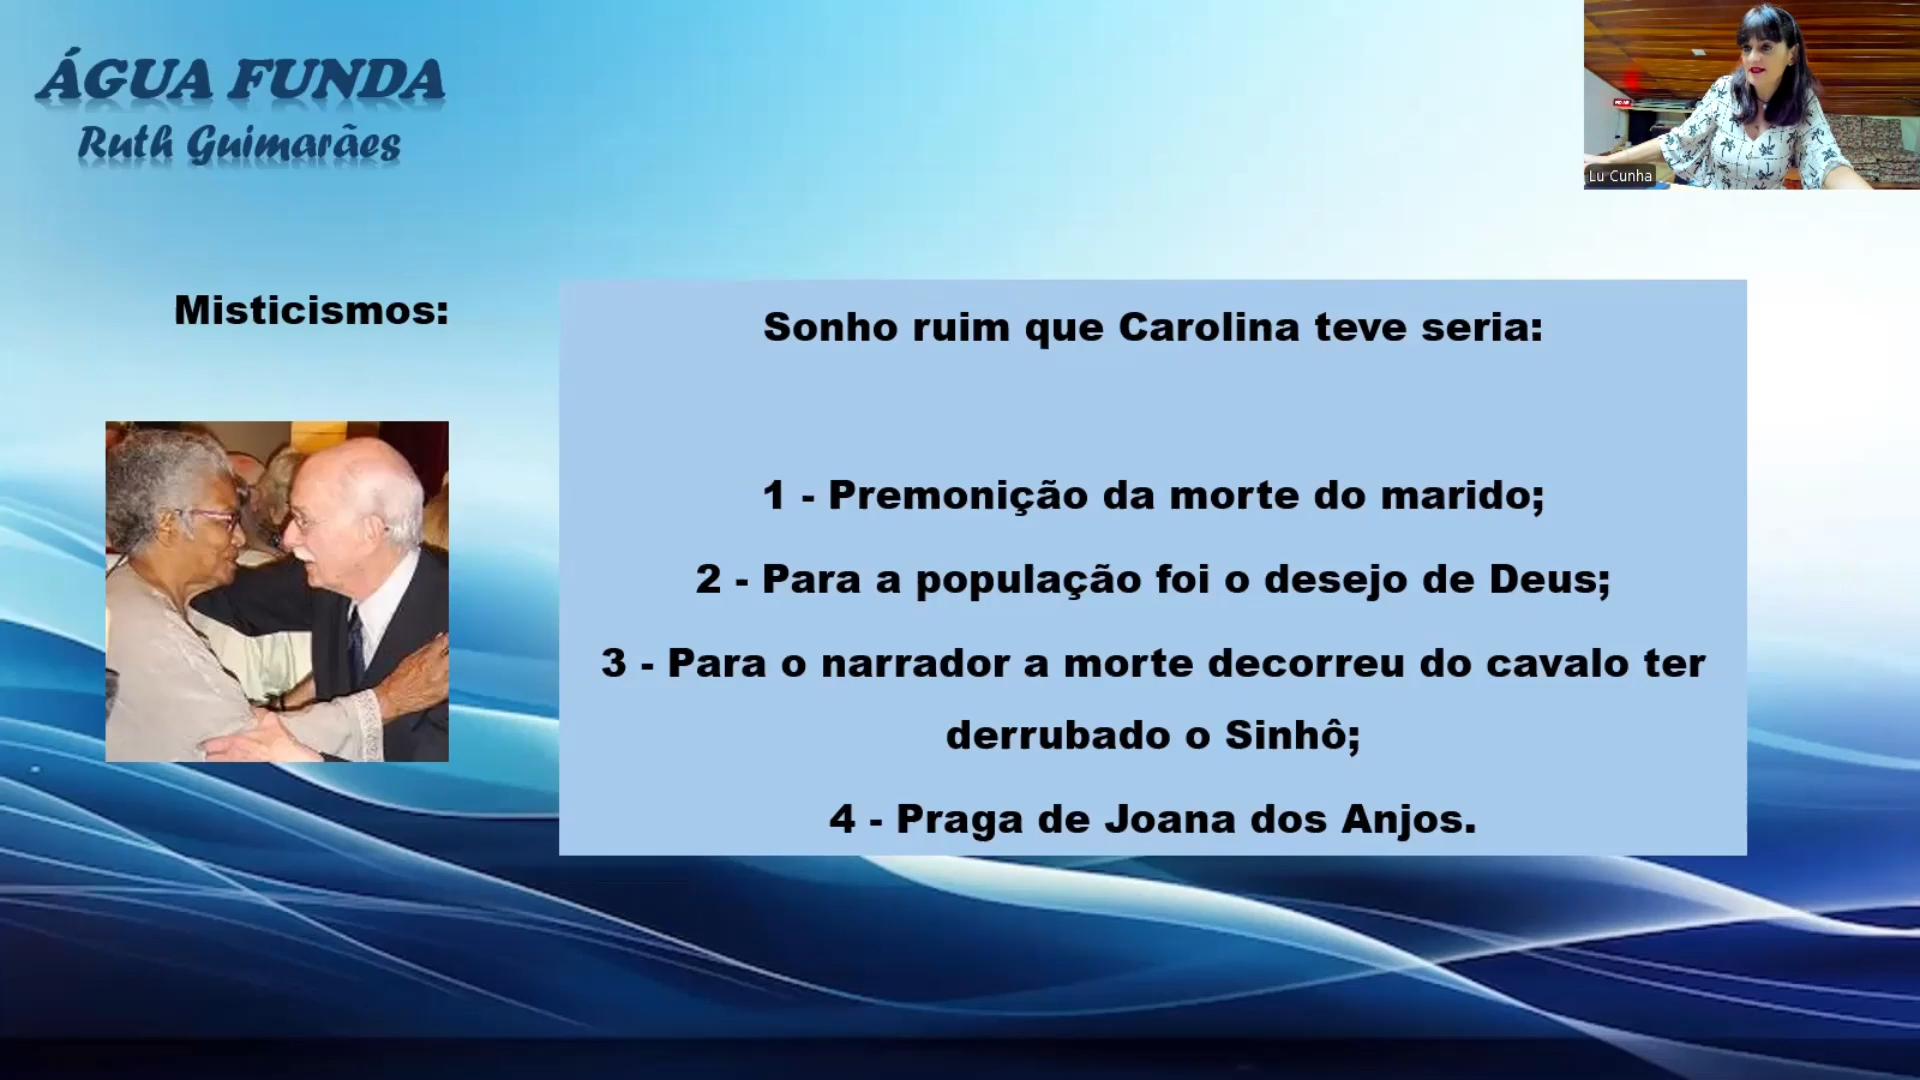 ÁGUA FUNDA
Ruth Guimarães
Lu Cunha
Misticismos:
Sonho ruim que Carolina teve seria:
1 - Premonição da morte do marido;
2 - Para a população foi o desejo de Deus;
3 - Para o narrador a morte decorreu do cavalo ter
derrubado o Sinhô;
4 - Praga de Joana dos Anjos.